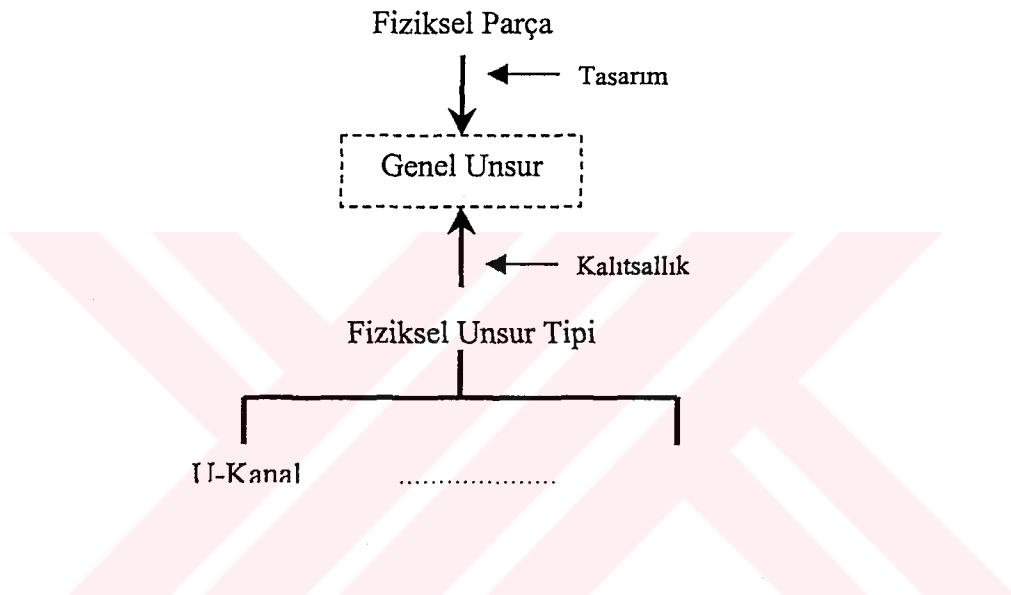 Fiziksel Parça
Tasarım
Genel Unsur
Kalıtsallık
Fiziksel Unsur Tipi
U-Kanal ....................